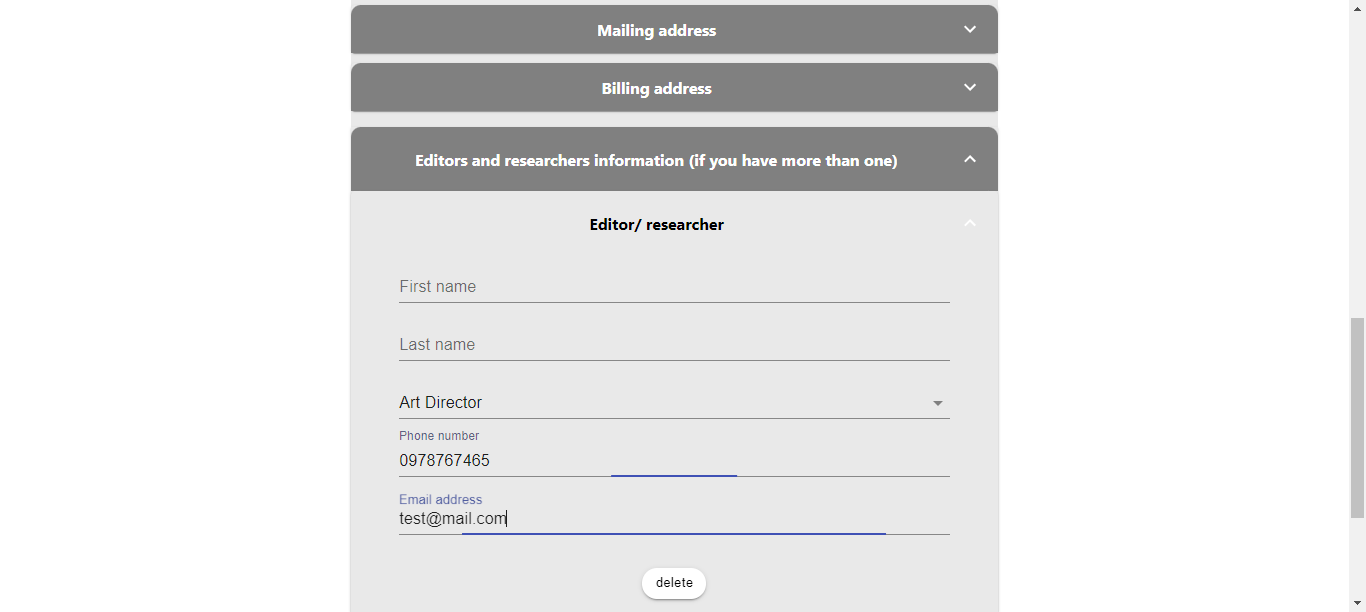 Mailing address
Billing address
Editors and researchers information (if you have more than one)
Editor/ researcher
First name
Last name
Art Director
Phone number
0978767465
Email address
test@mail.com
delete